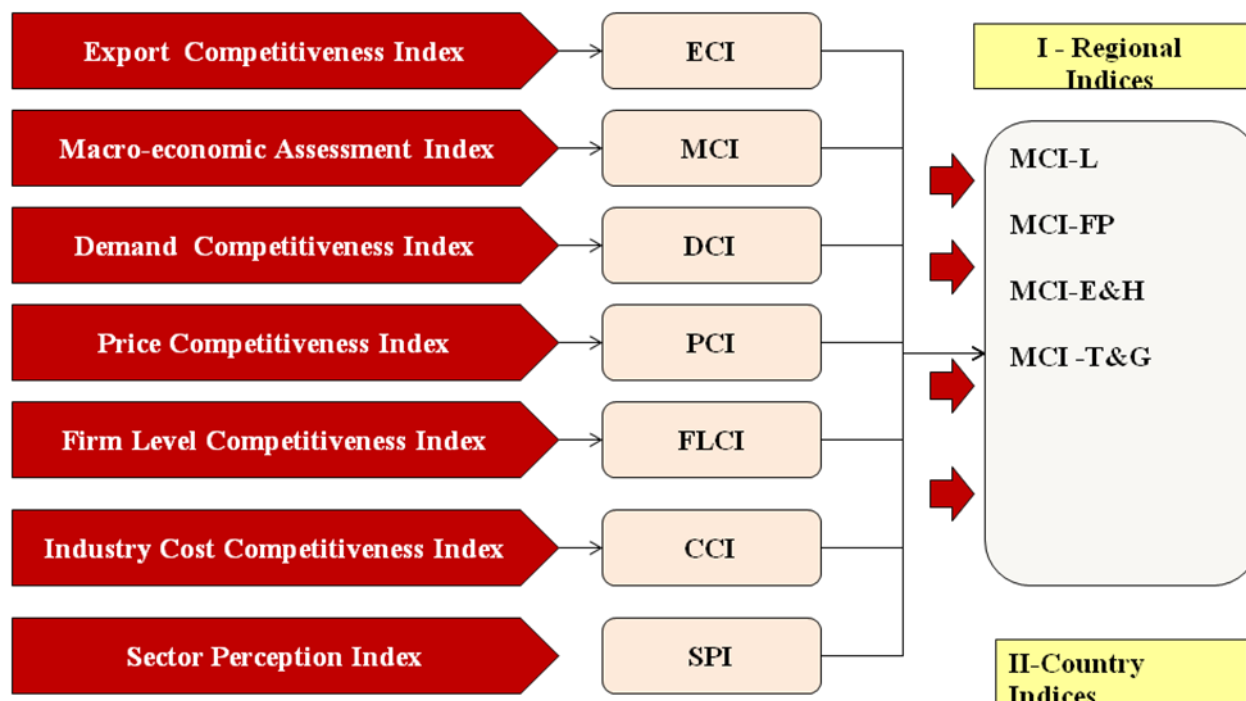 Export Competitiveness Index
ECI
Macro-economic Assessment Index
MCI
Demand Competitiveness Index
DCI
Price Competitiveness Index
PCI
Firm Level Competitiveness Index
FLCI
Industry Cost Competitiveness Index
CCI
Sector Perception Index
SPI
I - Regional
Indices
MCI-L
MCI-FP
MCI-E&H
MCI -T&G
II-Country
Indices